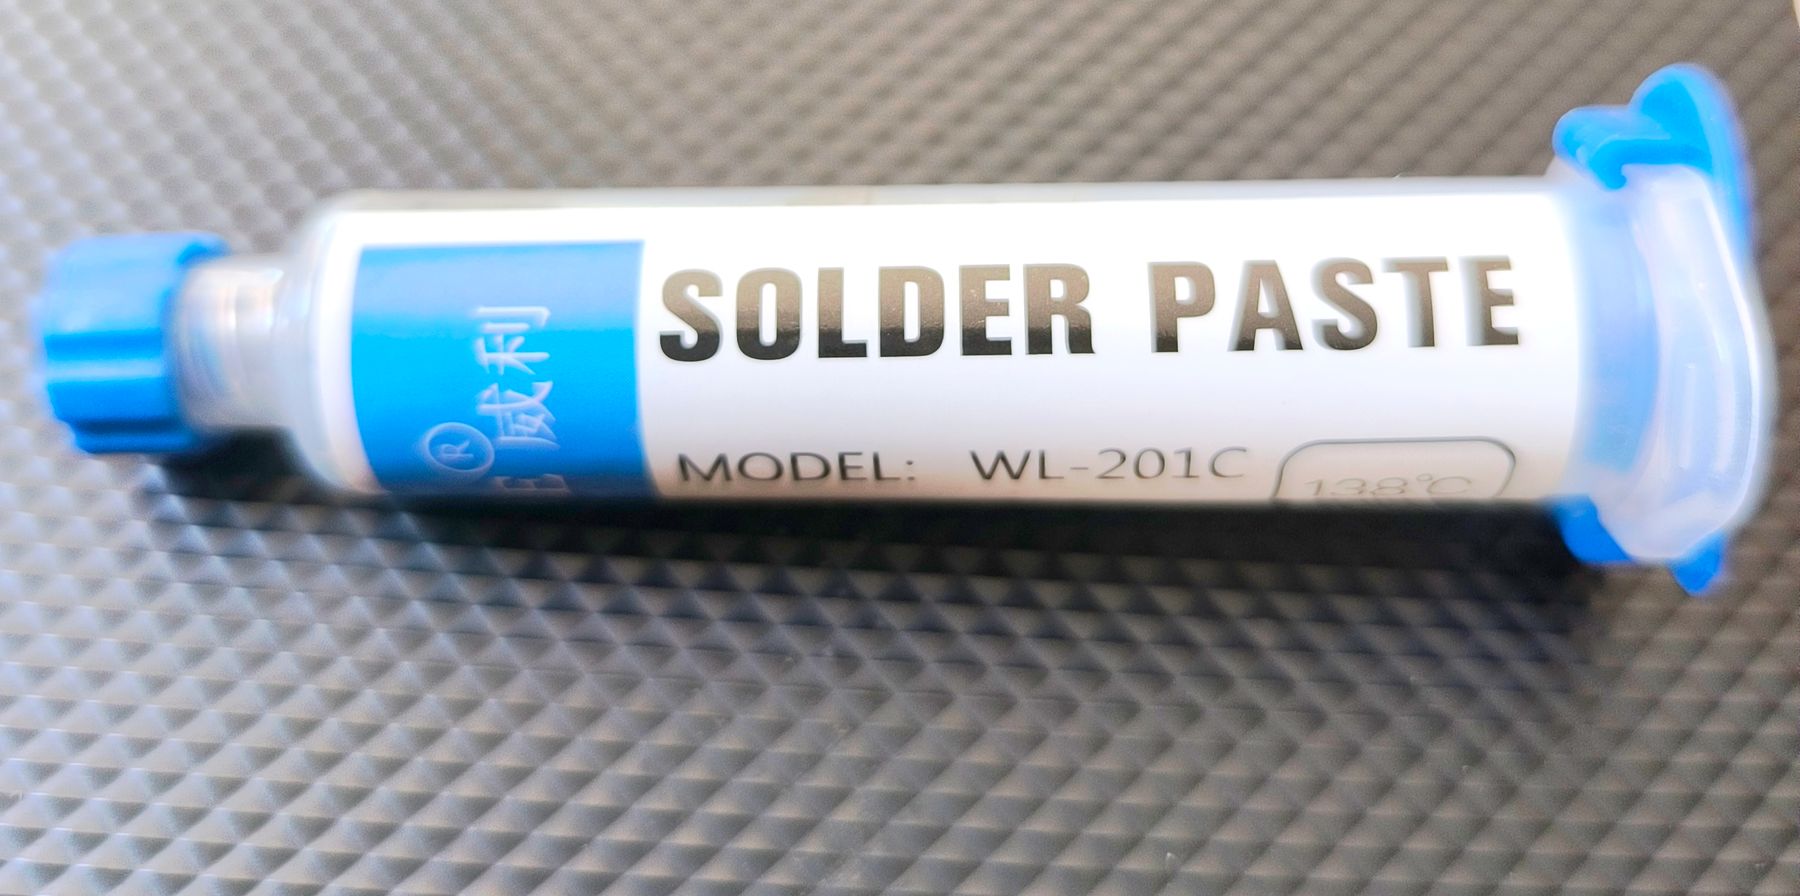 威利
®
SOLDER PASTE
MODEL: WL-201C
138℃